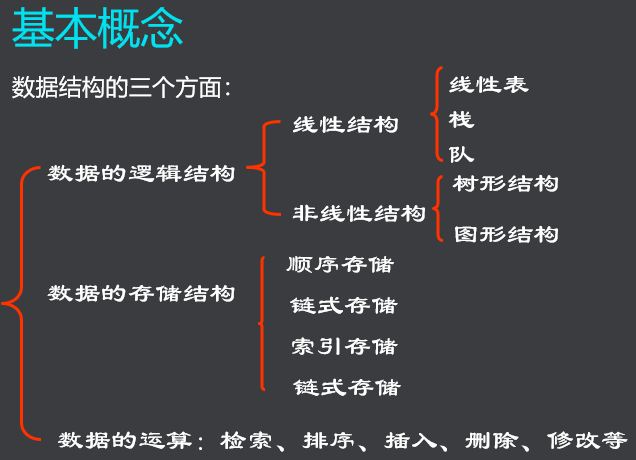 基本概念
数据结构的三个方面：
数据的逻辑结构
线性结构
线性表
栈
队
非线性结构
树形结构
图形结构
数据的存储结构
顺序存储
链式存储
索引存储
链式存储
数据的运算：检索、排序、插入、删除、修改等